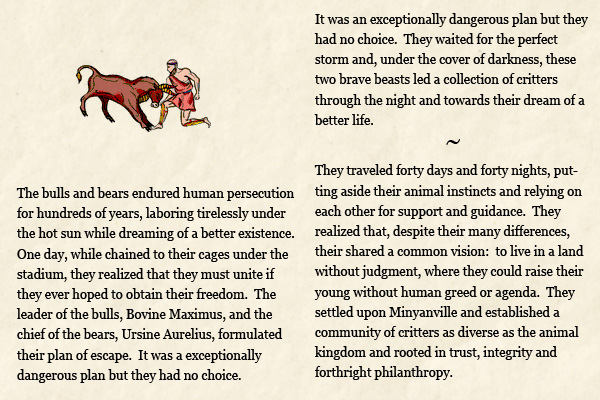 The bulls and bears endured human persecution
for hundreds of years, laboring tirelessly under
the hot sun while dreaming of a better existence.
One day, while chained to their cages under the
stadium, they realized that they must unite if
they ever hoped to obtain their freedom.  The
leader of the bulls, Bovine Maximus, and the
chief of the bears, Ursine Aurelius, formulated
their plan of escape.  It was a exceptionally
dangerous plan but they had no choice.
It was an exceptionally dangerous plan but they
had no choice.  They waited for the perfect
storm and, under the cover of darkness, these
two brave beasts led a collection of critters
through the night and towards their dream of a
better life.
~
They traveled forty days and forty nights, put-
ting aside their animal instincts and relying on
each other for support and guidance.  They
realized that, despite their many differences,
their shared a common vision:  to live in a land
without judgment, where they could raise their
young without human greed or agenda.  They
settled upon Minyanville and established a
community of critters as diverse as the animal
kingdom and rooted in trust, integrity and
forthright philanthropy.